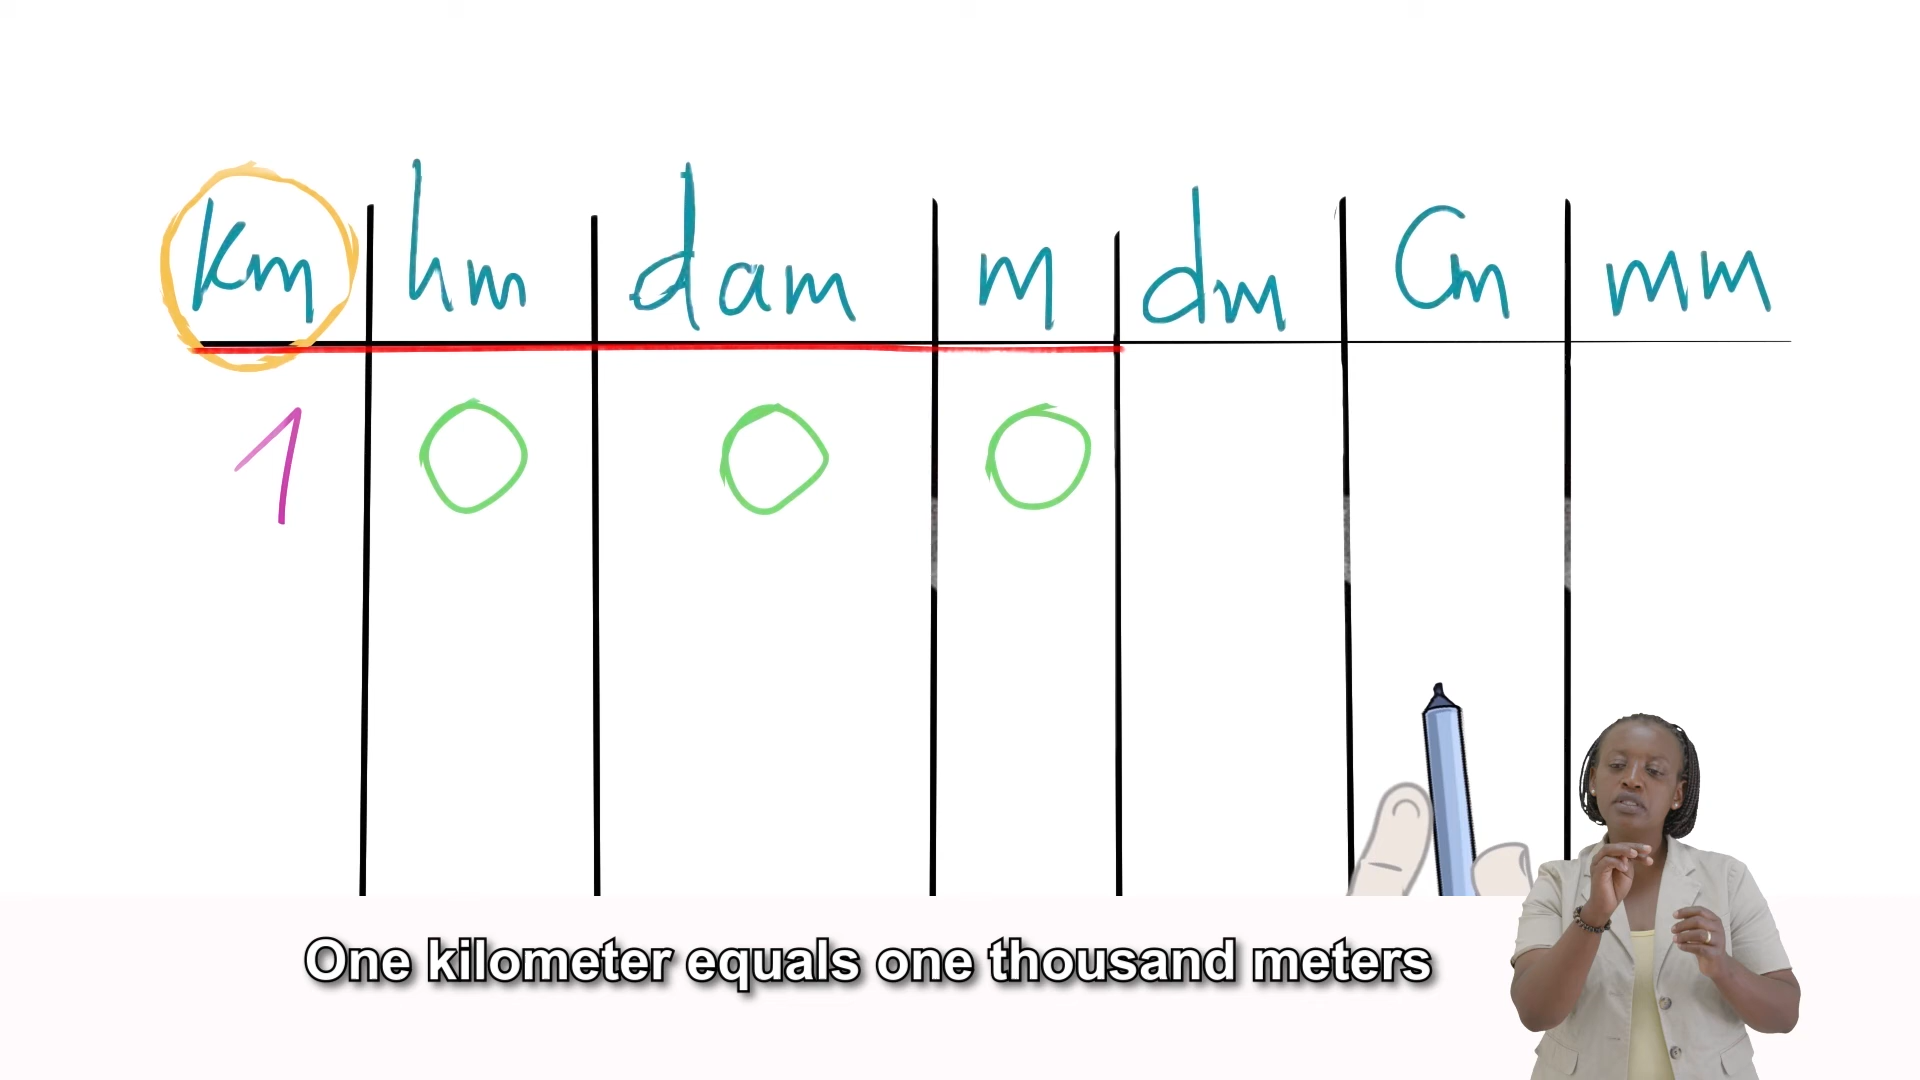 km hm dam m dm Cm mm
1 0 0 0
One kilometer equals one thousand meters